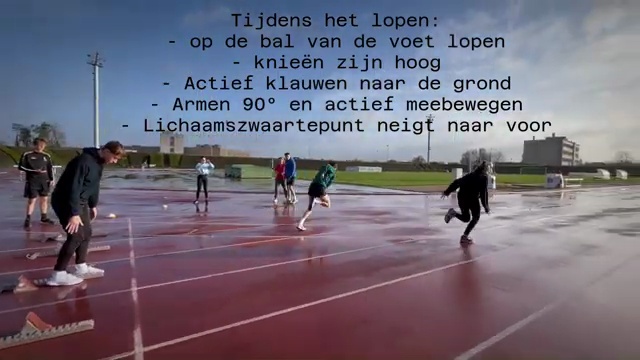 Tijdens het lopen:
- op de bal van de voet lopen
- knieën zijn hoog
- Actief klauwen naar de grond
- Armen 90° en actief meebewegen
- Lichaamszwaartepunt neigt naar voor